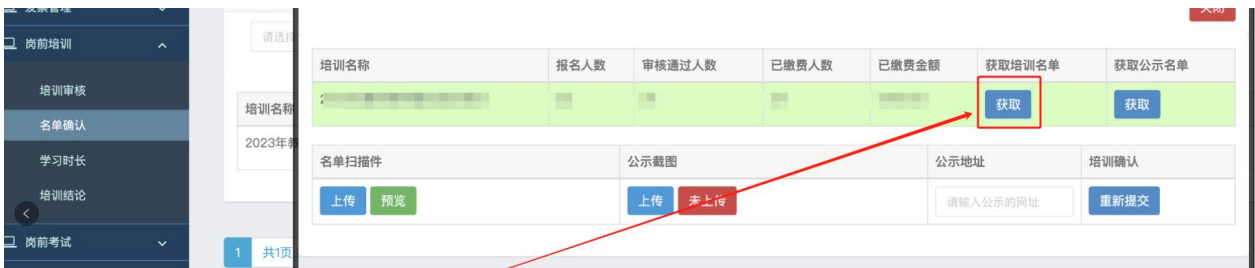 发票管理
岗前培训
培训审核
名单确认
学习时长
培训结论
岗前考试
请选择
培训名称
2023年教
1 共1页
关闭
培训名称 报名人数 审核通过人数 已缴费人数 已缴费金额 获取培训名单 获取公示名单
获取 获取
名单扫描件 公示截图 公示地址 培训确认
上传 预览 上传 未上传 请输入公示的网址 重新提交